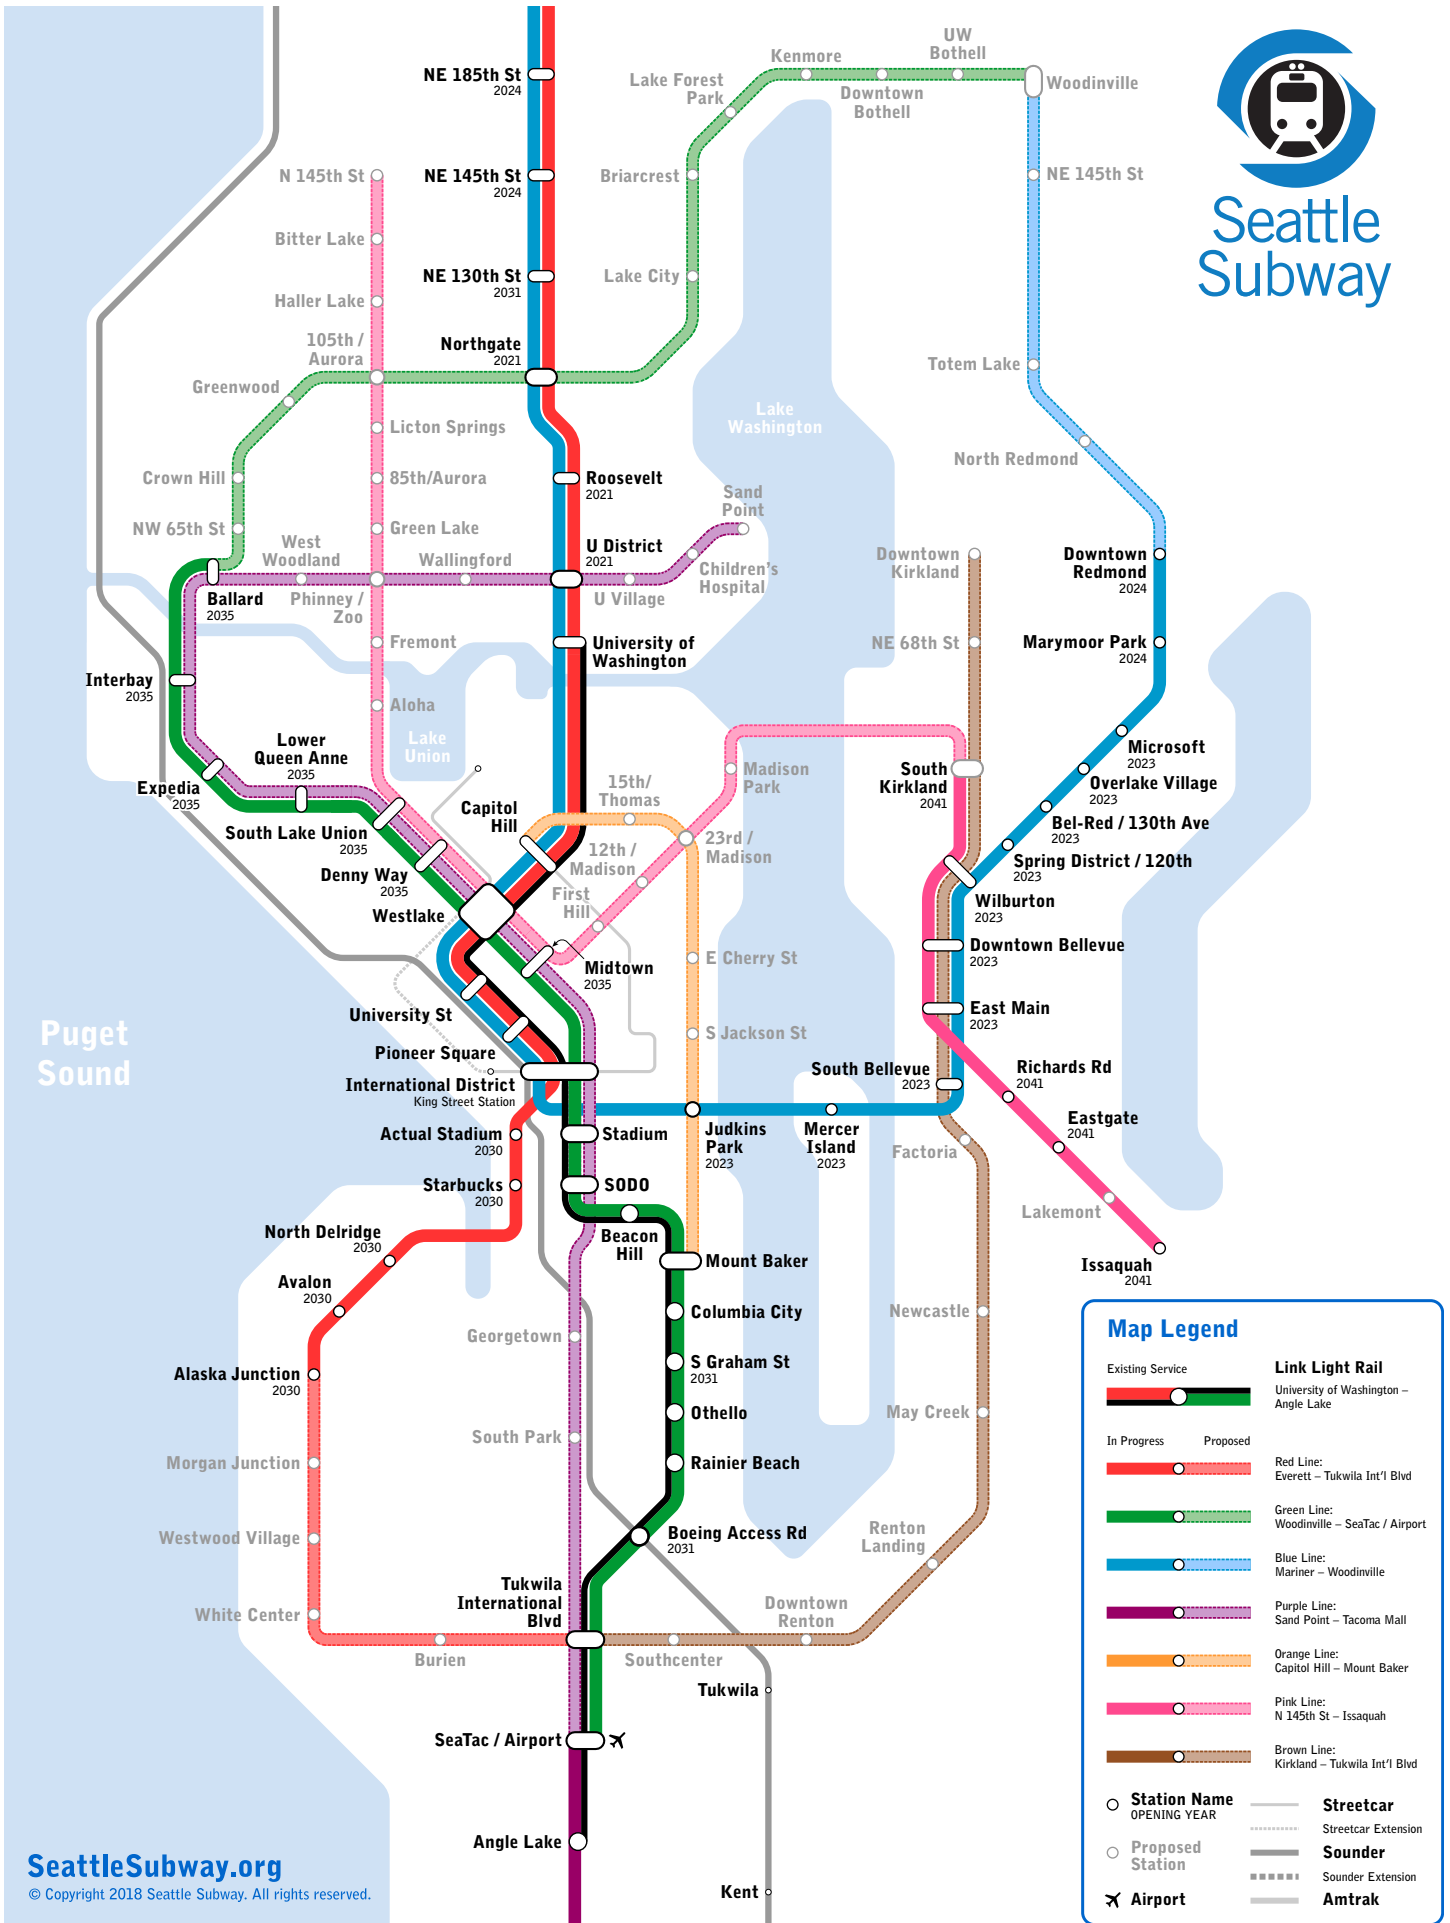 UW
Bothell
Kenmore
NE 185th St
2024
Lake Forest
Park
Woodinville
Downtown
Bothell
N 145th St
NE 145th St
2024
Briarcrest
NE 145th St
Seattle
Subway
Bitter Lake
NE 130th St
2031
Lake City
Haller Lake
105th /
Aurora
Northgate
2021
Totem Lake
Greenwood
Lake
Washington
Licton Springs
North Redmond
Crown Hill
85th/Aurora
Roosevelt
2021
Sand
Point
NW 65th St
Green Lake
West
Woodland
Wallingford
U District
2021
Children's
Hospital
Downtown
Kirkland
Downtown
Redmond
2024
Ballard
2035
Phinney /
Zoo
U Village
Fremont
University of
Washington
NE 68th St
Marymoor Park
2024
Interbay
2035
Aloha
Lower
Queen Anne
2035
Lake
Union
Microsoft
2023
Expedia
2035
15th/
Thomas
Madison
Park
South
Kirkland
2041
Overlake Village
2023
Capitol
Hill
Bel-Red / 130th Ave
2023
South Lake Union
2035
12th /
Madison
23rd /
Madison
Spring District / 120th
2023
Denny Way
2035
First
Hill
Wilburton
2023
Westlake
Downtown Bellevue
2023
Midtown
2035
E Cherry St
East Main
2023
University St
Puget
Sound
S Jackson St
Pioneer Square
South Bellevue
2023
Richards Rd
2041
International District
King Street Station
Actual Stadium
2030
Stadium
Judkins
Park
2023
Mercer
Island
2023
Eastgate
2041
Factoria
Starbucks
2030
SODO
Lakemont
North Delridge
2030
Beacon
Hill
Mount Baker
Issaquah
2041
Avalon
2030
Columbia City
Newcastle
Georgetown
S Graham St
2031
Alaska Junction
2030
Othello
May Creek
South Park
Morgan Junction
Rainier Beach
Westwood Village
Boeing Access Rd
2031
Renton
Landing
Tukwila
International
Blvd
White Center
Downtown
Renton
Burien
Southcenter
Tukwila
SeaTac / Airport
Angle Lake
Kent
Map Legend
Existing Service
Link Light Rail
University of Washington –
Angle Lake
In Progress
Proposed
Red Line:
Everett – Tukwila Int'l Blvd
Green Line:
Woodinville – SeaTac / Airport
Blue Line:
Mariner – Woodinville
Purple Line:
Sand Point – Tacoma Mall
Orange Line:
Capitol Hill – Mount Baker
Pink Line:
N 145th St – Issaquah
Brown Line:
Kirkland – Tukwila Int'l Blvd
Station Name
OPENING YEAR
Streetcar
Streetcar Extension
Proposed
Station
Sounder
Sounder Extension
Airport
Amtrak
SeattleSubway.org
© Copyright 2018 Seattle Subway. All rights reserved.